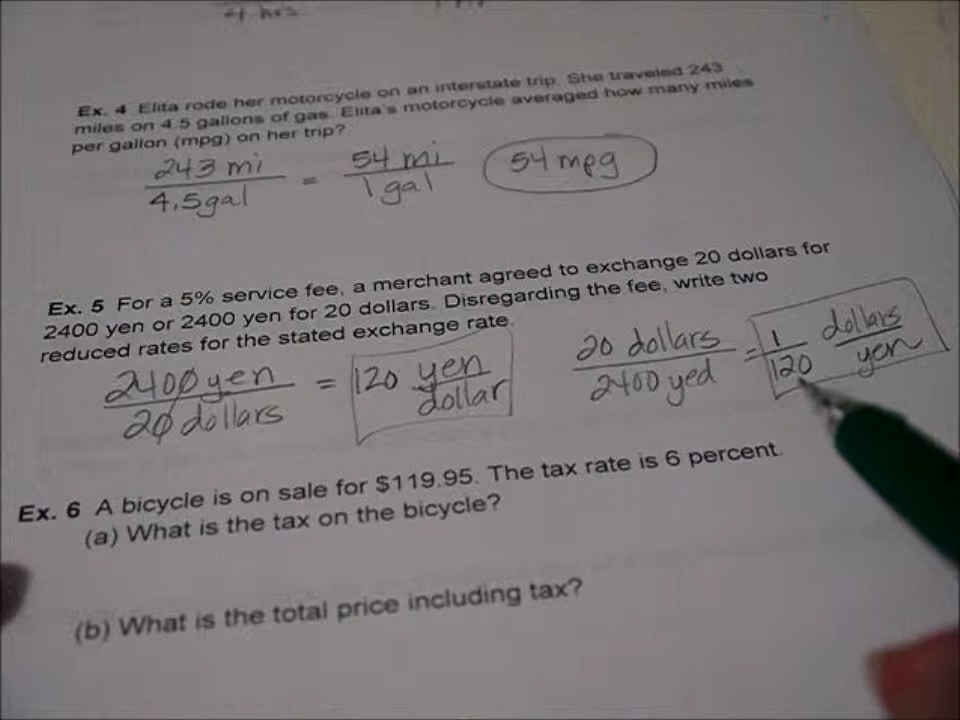 4 hrs
Ex. 4 Elita rode her motorcycle on an interstate trip. She traveled 243
miles on 4.5 gallons of gas. Elita's motorcycle averaged how many miles
per gallon (mpg) on her trip?
243 mi / 4.5gal = 54 mi / 1 gal 54 mpg
Ex. 5 For a 5% service fee, a merchant agreed to exchange 20 dollars for
2400 yen or 2400 yen for 20 dollars. Disregarding the fee, write two
reduced rates for the stated exchange rate.
2400 yen / 20 dollars = 120 yen / dollar
20 dollars / 2400 yed = 1 / 120 dollars / yen
Ex. 6 A bicycle is on sale for $119.95. The tax rate is 6 percent.
(a) What is the tax on the bicycle?
(b) What is the total price including tax?